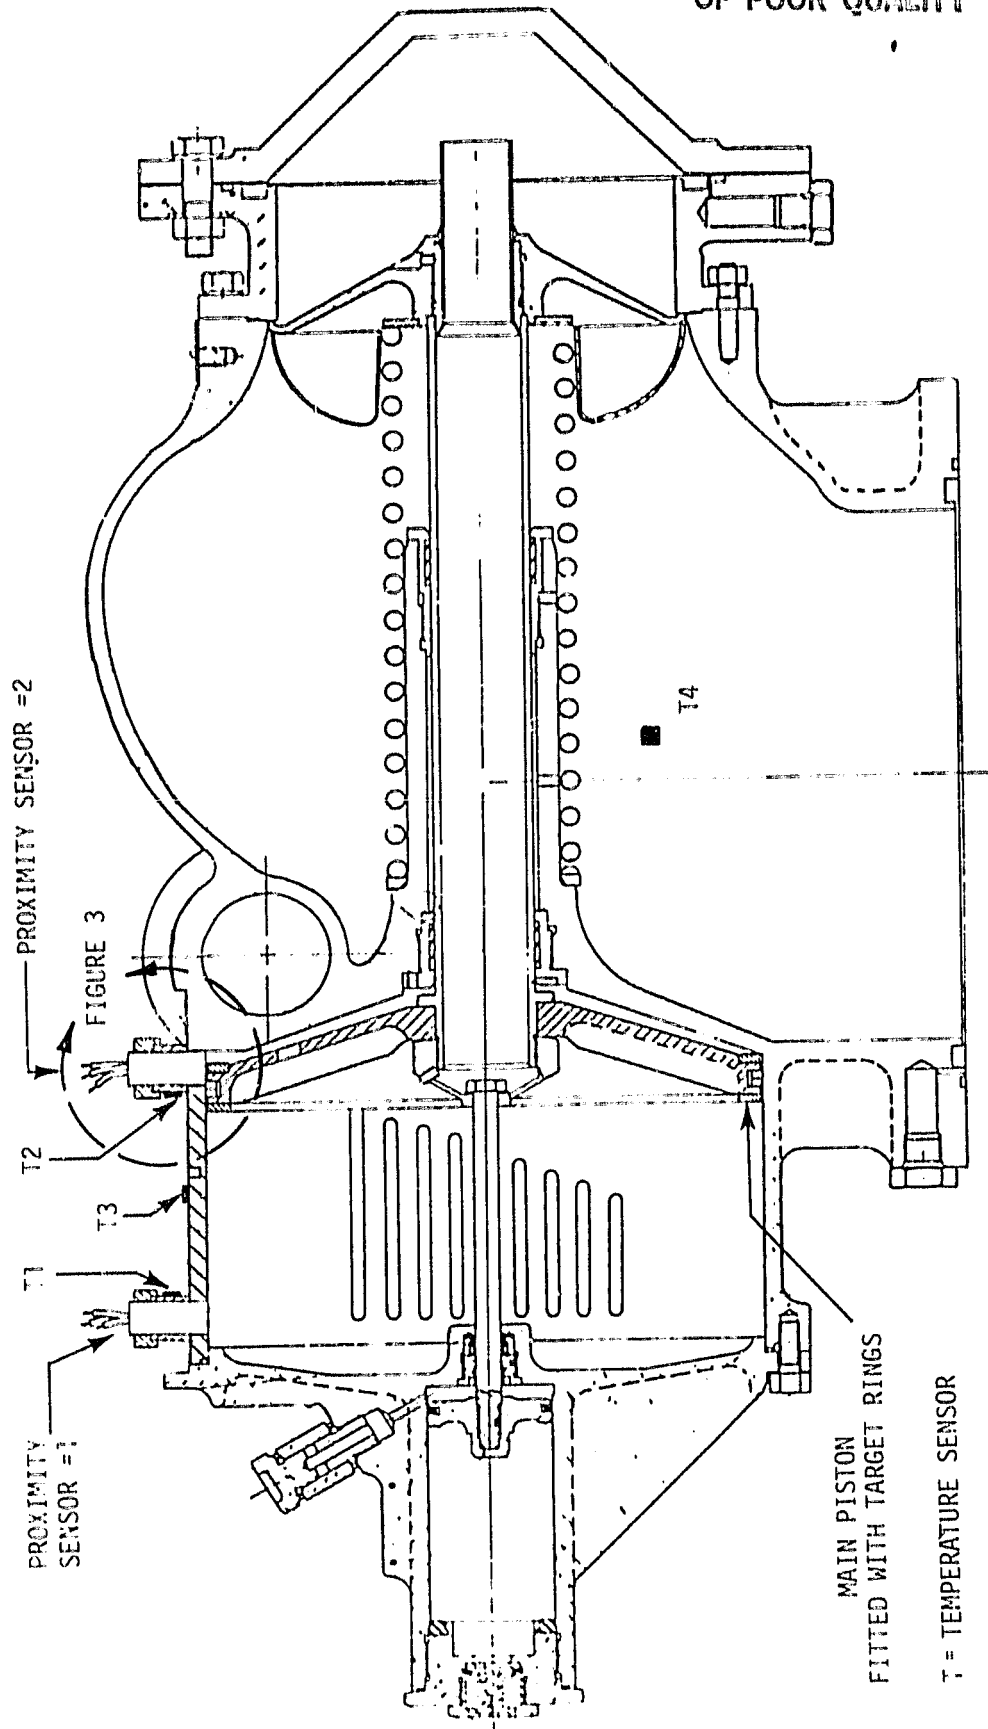 OF POOR QUALITY
PROXIMITY SENSOR =2
FIGURE 3
T2
T3
T1
PROXIMITY
SENSOR =1
T4
MAIN PISTON
FITTED WITH TARGET RINGS
T = TEMPERATURE SENSOR